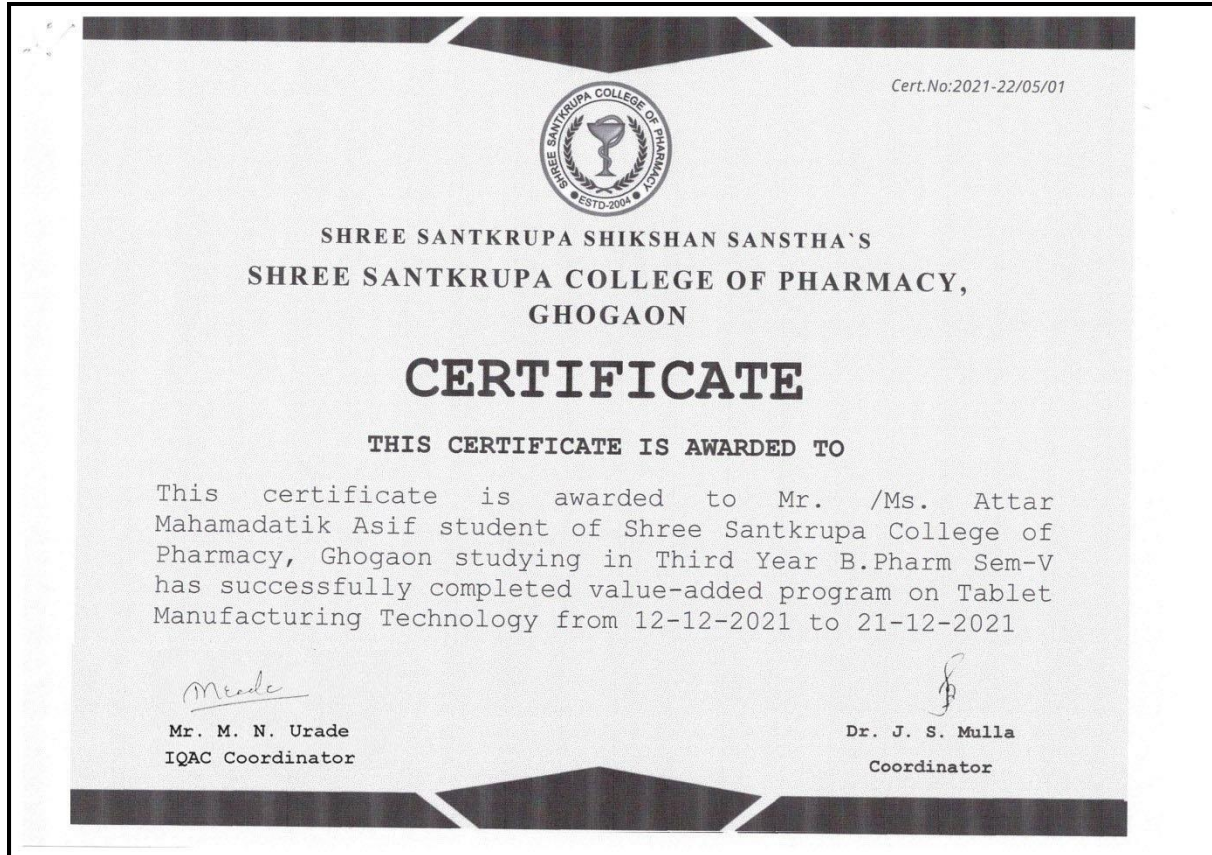 Cert.No:2021-22/05/01
SHREE SANTKRUPA COLLEGE OF PHARMACY
ESTD-2004
SHREE SANTKRUPA SHIKSHAN SANSTHA`S
SHREE SANTKRUPA COLLEGE OF PHARMACY,
GHOGAON
CERTIFICATE
THIS CERTIFICATE IS AWARDED TO
This certificate is awarded to Mr. /Ms. Attar
Mahamadatik Asif student of Shree Santkrupa College of
Pharmacy, Ghogaon studying in Third Year B.Pharm Sem-V
has successfully completed value-added program on Tablet
Manufacturing Technology from 12-12-2021 to 21-12-2021
Mr. M. N. Urade
IQAC Coordinator
Dr. J. S. Mulla
Coordinator